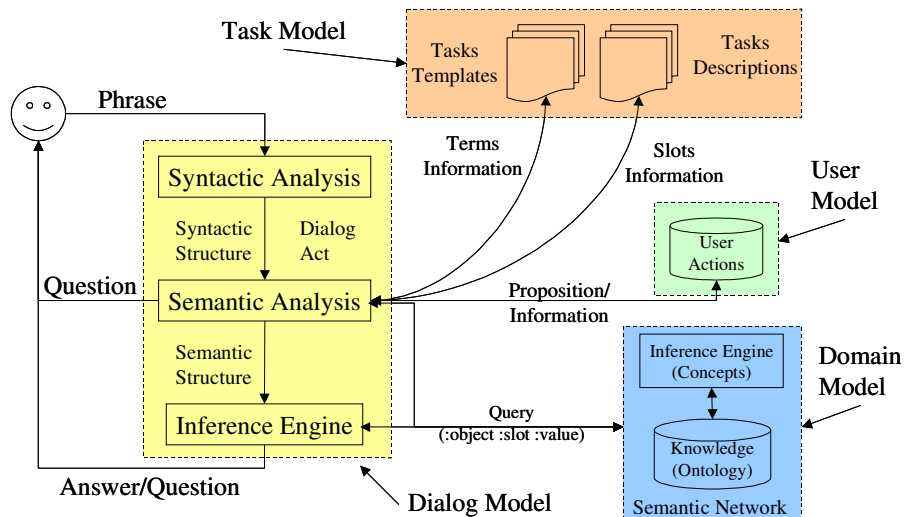 Task Model
Tasks
Templates
Tasks
Descriptions
Phrase
Terms
Information
Slots
Information
User
Model
Syntactic Analysis
Syntactic
Structure
Dialog
Act
User
Actions
Question
Semantic Analysis
Proposition/
Information
Semantic
Structure
Inference Engine
(Concepts)
Domain
Model
Inference Engine
Query
(:object :slot :value)
Knowledge
(Ontology)
Answer/Question
Dialog Model
Semantic Network